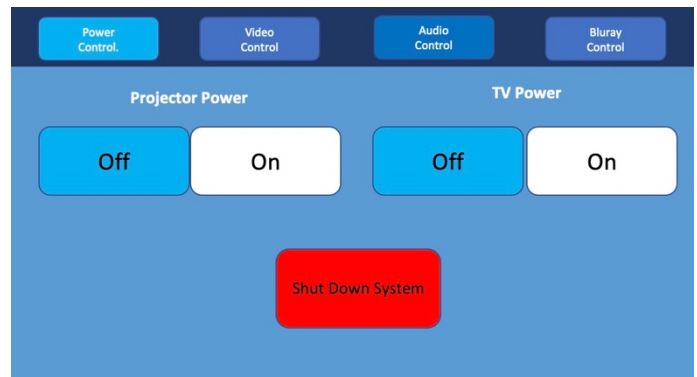 Power
Control.
Video
Control
Audio
Control
Bluray
Control
Projector Power
TV Power
Off
On
Off
On
Shut Down System